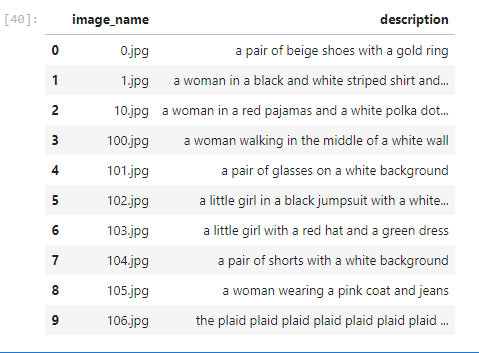 [40]:
image_name description
0 0.jpg a pair of beige shoes with a gold ring
1 1.jpg a woman in a black and white striped shirt and...
2 10.jpg a woman in a red pajamas and a white polka dot...
3 100.jpg a woman walking in the middle of a white wall
4 101.jpg a pair of glasses on a white background
5 102.jpg a little girl in a black jumpsuit with a white...
6 103.jpg a little girl with a red hat and a green dress
7 104.jpg a pair of shorts with a white background
8 105.jpg a woman wearing a pink coat and jeans
9 106.jpg the plaid plaid plaid plaid plaid plaid plaid ...